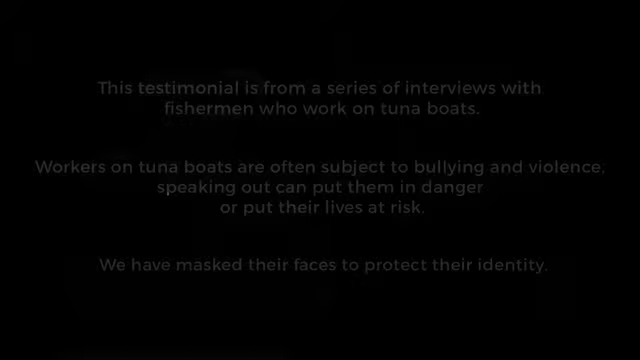 This testimonial is from a series of interviews with
fishermen who work on tuna boats.
Workers on tuna boats are often subject to bullying and violence,
speaking out can put them in danger
or put their lives at risk.
We have masked their faces to protect their identity.